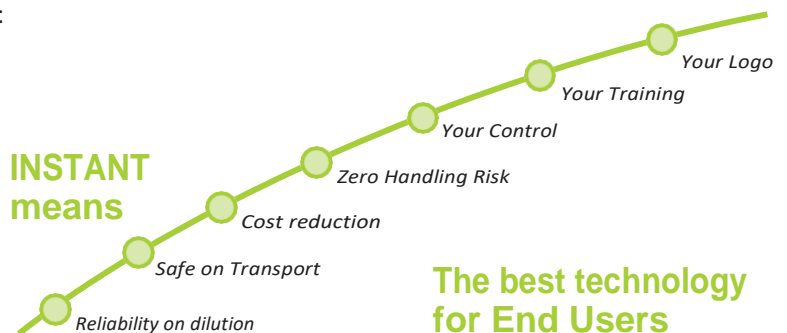 :
Your Logo
Your Training
Your Control
Zero Handling Risk
INSTANT
means
Cost reduction
Safe on Transport
Reliability on dilution
The best technology
for End Users